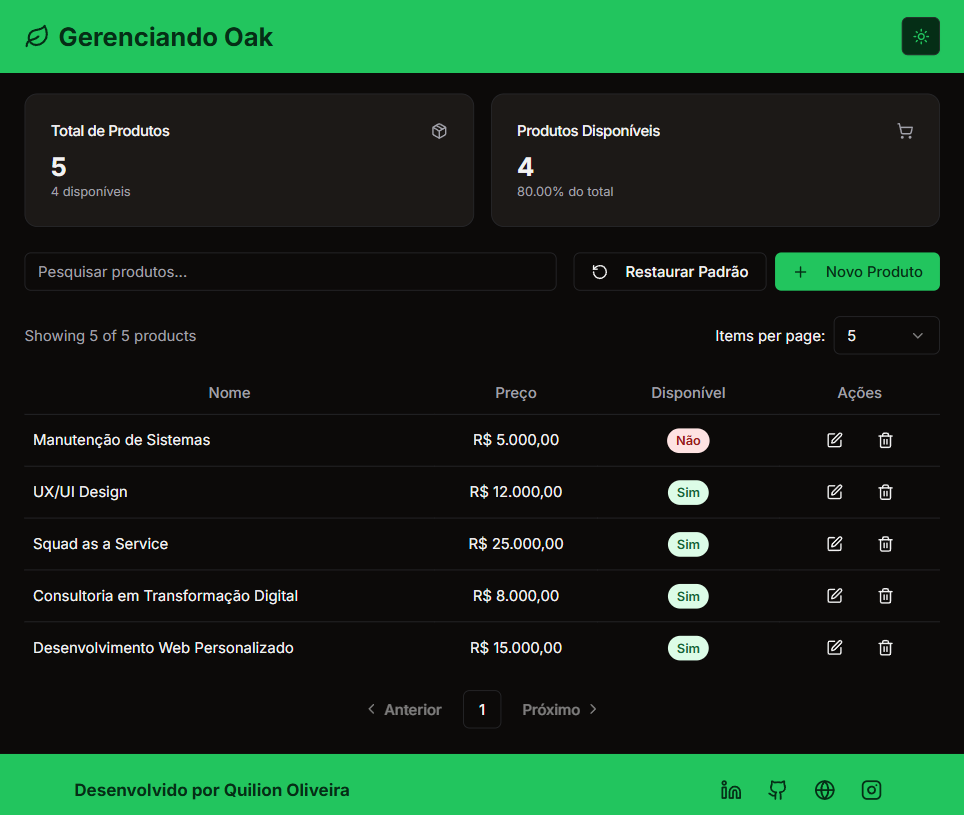 Gerenciando Oak
Total de Produtos
5
4 disponíveis
Produtos Disponíveis
4
80.00% do total
Pesquisar produtos...
Restaurar Padrão
Novo Produto
Showing 5 of 5 products
Items per page: 5
Nome Preço Disponível Ações
Manutenção de Sistemas R$ 5.000,00 Não
UX/UI Design R$ 12.000,00 Sim
Squad as a Service R$ 25.000,00 Sim
Consultoria em Transformação Digital R$ 8.000,00 Sim
Desenvolvimento Web Personalizado R$ 15.000,00 Sim
Anterior 1 Próximo
Desenvolvido por Quilion Oliveira